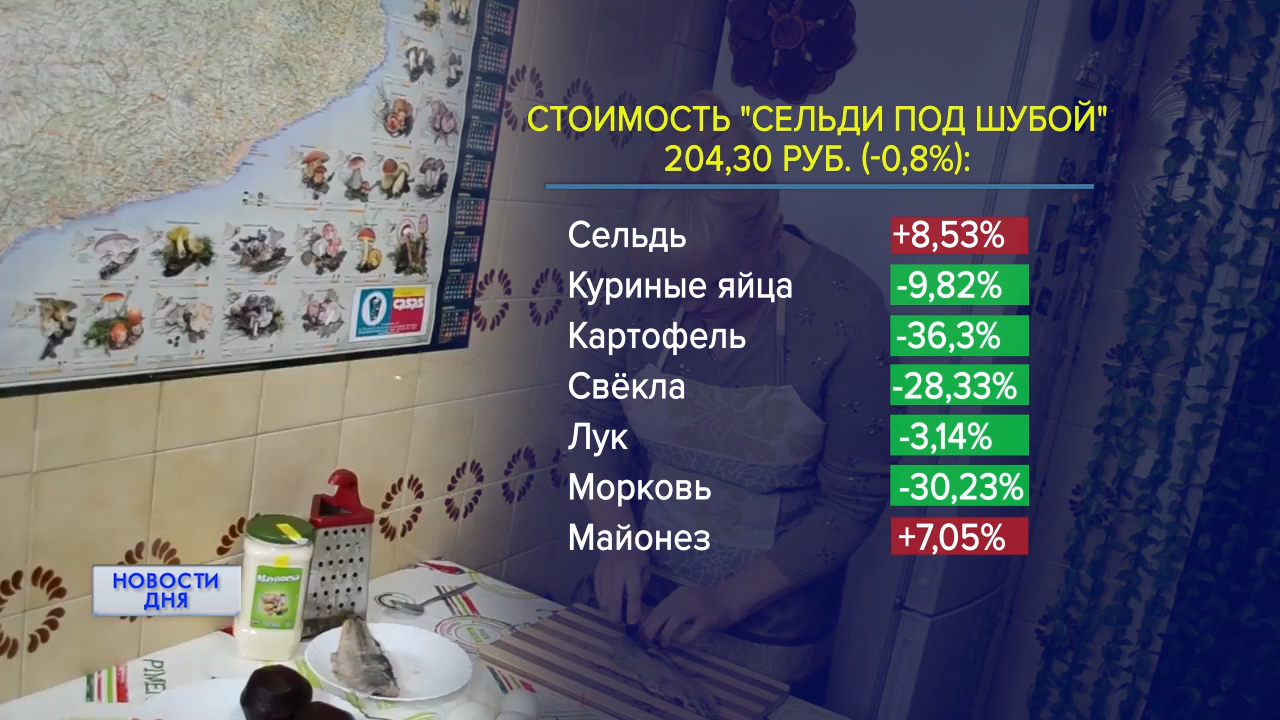 СТОИМОСТЬ "СЕЛЬДИ ПОД ШУБОЙ"
204,30 РУБ. (-0,8%):
Сельдь +8,53%
Куриные яйца -9,82%
Картофель -36,3%
Свёкла -28,33%
Лук -3,14%
Морковь -30,23%
Майонез +7,05%
НОВОСТИ
ДНЯ